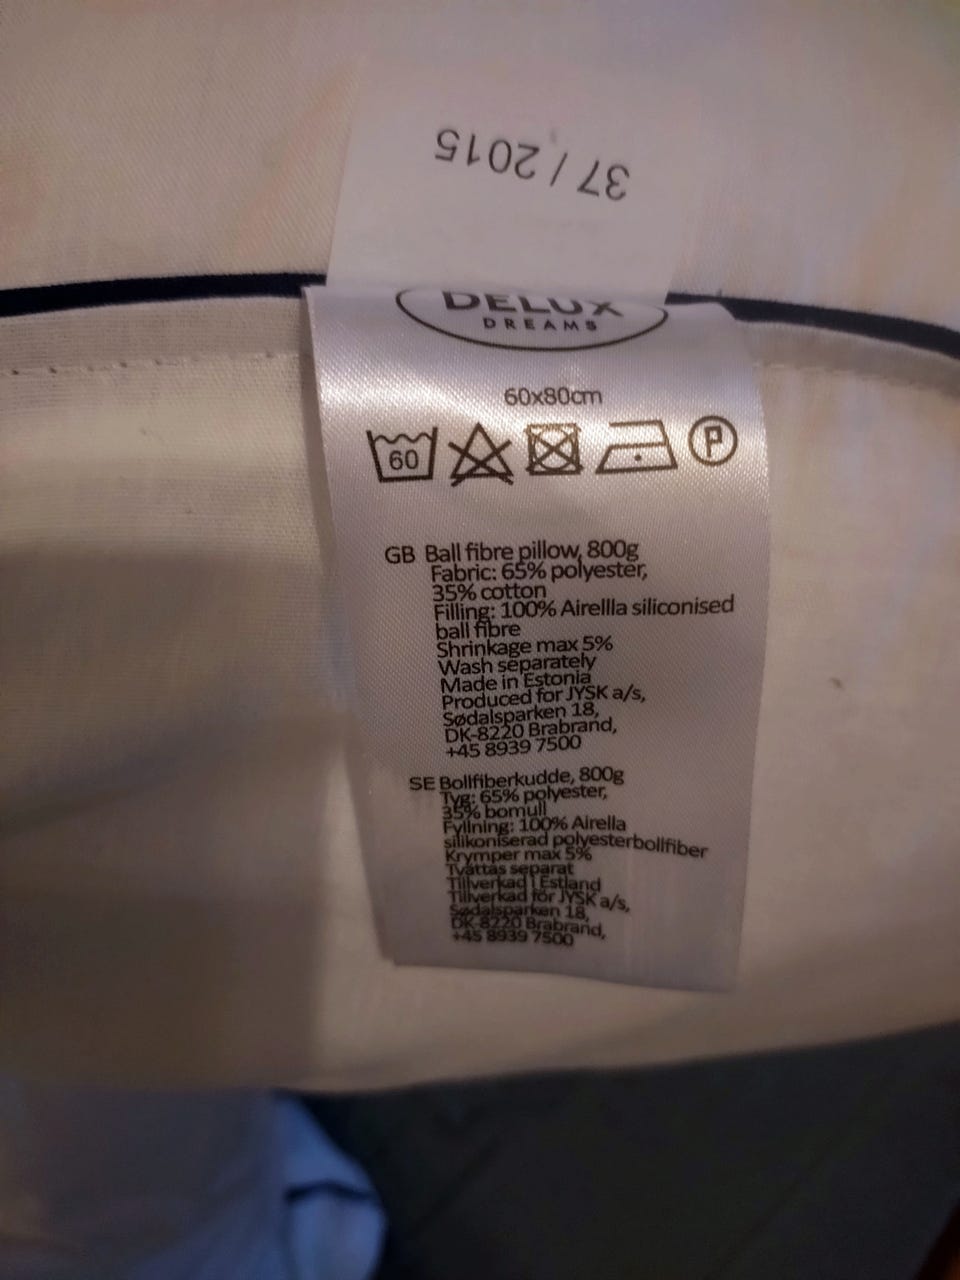 37 / 2015
DELUX
DREAMS
60x80cm
60 P
GB Ball fibre pillow, 800g
Fabric: 65% polyester,
35% cotton
Filling: 100% Airellla siliconised
ball fibre
Shrinkage max 5%
Wash separately
Made in Estonia
Produced for JYSK a/s,
Sødalsparken 18,
DK-8220 Brabrand,
+45 8939 7500
SE Bollfiberkudde, 800g
Tyg: 65% polyester,
35% bomull
Fyllning: 100% Airella
silikoniserad polyesterbollfiber
Krymper max 5%
Tvättas separat
Tillverkad i Estland
Tillverkad för JYSK a/s,
Sødalsparken 18,
DK-8220 Brabrand,
+45 8939 7500